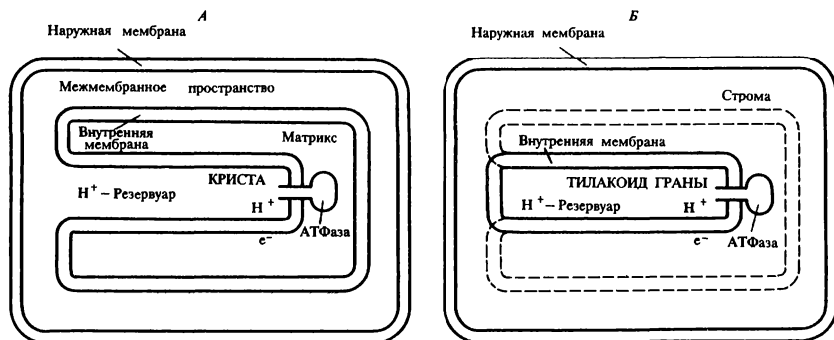 А
Наружная мембрана
Межмембранное пространство
Внутренняя
мембрана
Матрикс
КРИСТА
H⁺ – Резервуар
H⁺
АТФаза
e⁻
Б
Наружная мембрана
Строма
Внутренняя мембрана
ТИЛАКОИД ГРАНЫ
H⁺ – Резервуар
H⁺
АТФаза
e⁻